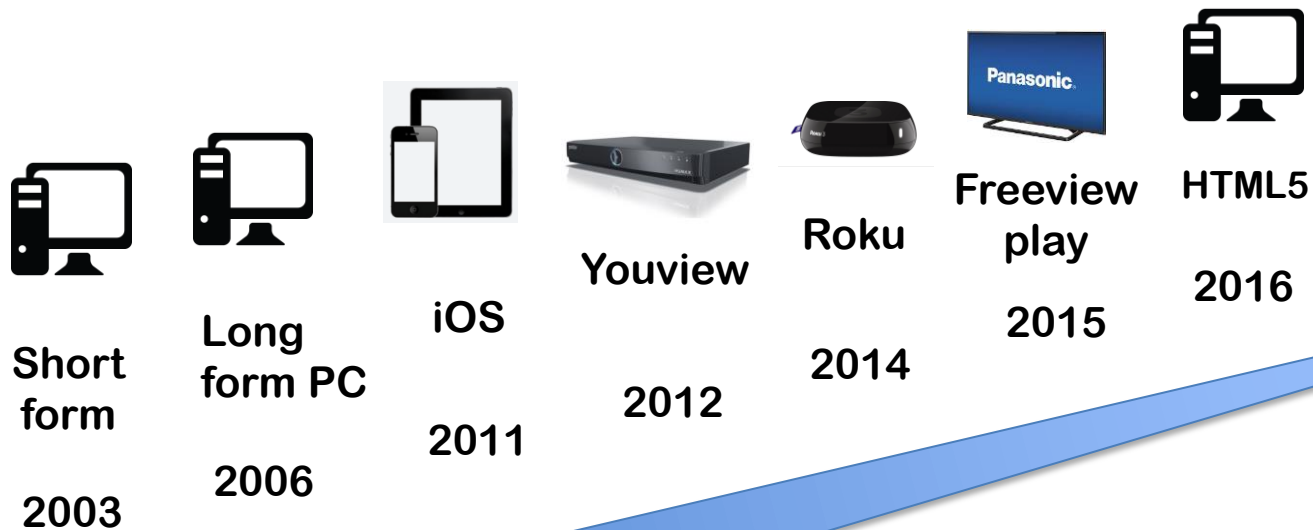 Short
form
2003
Long
form PC
2006
iOS
2011
Youview
2012
Roku
2014
Panasonic
Freeview
play
2015
HTML5
2016